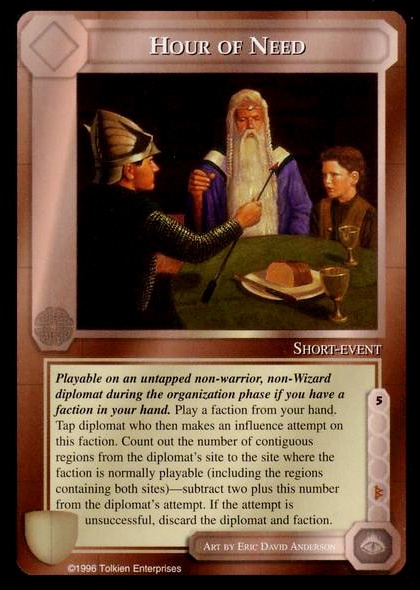 HOUR OF NEED
SHORT-EVENT
Playable on an untapped non-warrior, non-Wizard
diplomat during the organization phase if you have a
faction in your hand. Play a faction from your hand.
Tap diplomat who then makes an influence attempt on
this faction. Count out the number of contiguous
regions from the diplomat's site to the site where the
faction is normally playable (including the regions
containing both sites)—subtract two plus this number
from the diplomat's attempt. If the attempt is
unsuccessful, discard the diplomat and faction.
5
ART BY ERIC DAVID ANDERSON
©1996 Tolkien Enterprises